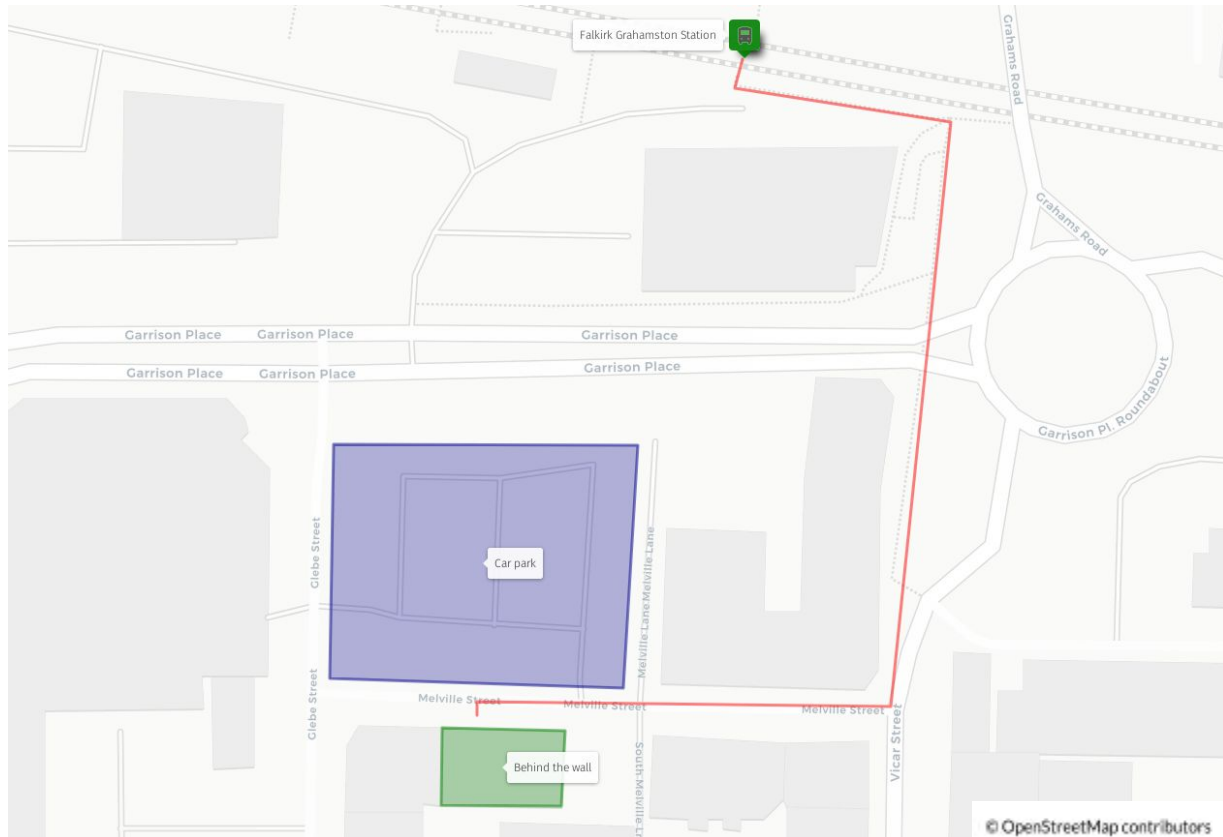 Falkirk Grahamston Station
Grahams Road
Grahams Road
Garrison Place
Garrison Place
Garrison Place
Garrison Place
Garrison Place
Garrison Place
Garrison Pl. Roundabout
Glebe Street
Car park
Melville Lane
Melville Lane
Glebe Street
Melville Street
Melville Street
Melville Street
Vicar Street
South Melville L
Behind the wall
© OpenStreetMap contributors